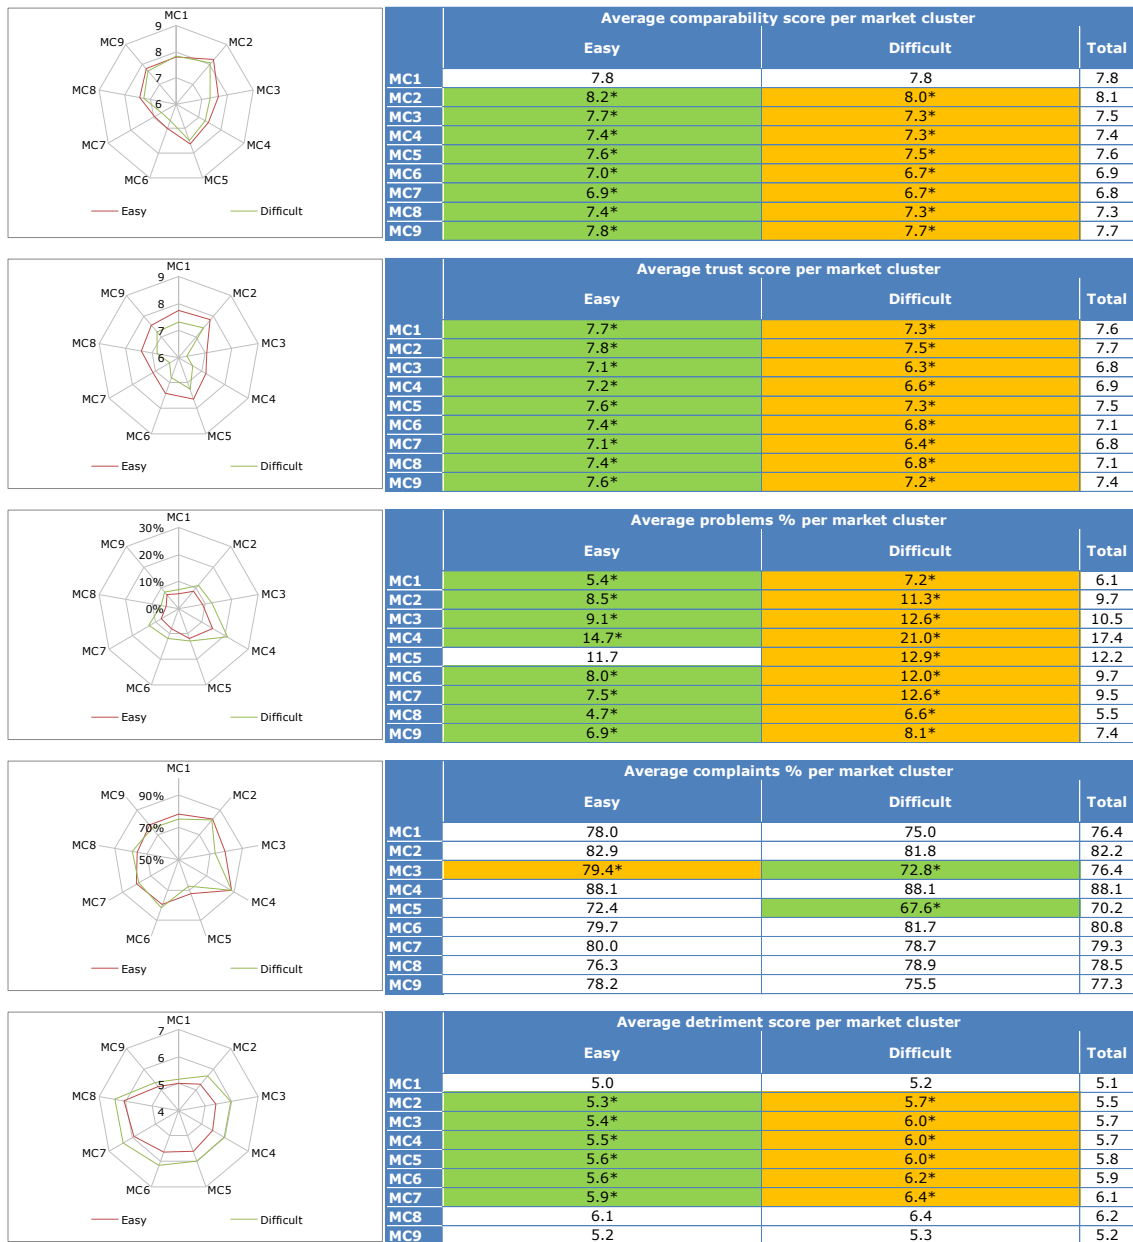 MC1
9
MC9
MC2
8
7
MC8
MC3
6
MC7
MC4
MC6
MC5
Easy
Difficult
Average comparability score per market cluster
Easy Difficult Total
MC1 7.8 7.8 7.8
MC2 8.2* 8.0* 8.1
MC3 7.7* 7.3* 7.5
MC4 7.4* 7.3* 7.4
MC5 7.6* 7.5* 7.6
MC6 7.0* 6.7* 6.9
MC7 6.9* 6.7* 6.8
MC8 7.4* 7.3* 7.3
MC9 7.8* 7.7* 7.7
MC1
9
MC9
MC2
8
7
MC8
MC3
6
MC7
MC4
MC6
MC5
Easy
Difficult
Average trust score per market cluster
Easy Difficult Total
MC1 7.7* 7.3* 7.6
MC2 7.8* 7.5* 7.7
MC3 7.1* 6.3* 6.8
MC4 7.2* 6.6* 6.9
MC5 7.6* 7.3* 7.5
MC6 7.4* 6.8* 7.1
MC7 7.1* 6.4* 6.8
MC8 7.4* 6.8* 7.1
MC9 7.6* 7.2* 7.4
MC1
30%
MC9
MC2
20%
10%
MC8
MC3
0%
MC7
MC4
MC6
MC5
Easy
Difficult
Average problems % per market cluster
Easy Difficult Total
MC1 5.4* 7.2* 6.1
MC2 8.5* 11.3* 9.7
MC3 9.1* 12.6* 10.5
MC4 14.7* 21.0* 17.4
MC5 11.7 12.9* 12.2
MC6 8.0* 12.0* 9.7
MC7 7.5* 12.6* 9.5
MC8 4.7* 6.6* 5.5
MC9 6.9* 8.1* 7.4
MC1
90%
MC9
MC2
70%
MC8
MC3
50%
MC7
MC4
MC6
MC5
Easy
Difficult
Average complaints % per market cluster
Easy Difficult Total
MC1 78.0 75.0 76.4
MC2 82.9 81.8 82.2
MC3 79.4* 72.8* 76.4
MC4 88.1 88.1 88.1
MC5 72.4 67.6* 70.2
MC6 79.7 81.7 80.8
MC7 80.0 78.7 79.3
MC8 76.3 78.9 78.5
MC9 78.2 75.5 77.3
MC1
7
MC9
MC2
6
5
MC8
MC3
4
MC7
MC4
MC6
MC5
Easy
Difficult
Average detriment score per market cluster
Easy Difficult Total
MC1 5.0 5.2 5.1
MC2 5.3* 5.7* 5.5
MC3 5.4* 6.0* 5.7
MC4 5.5* 6.0* 5.7
MC5 5.6* 6.0* 5.8
MC6 5.6* 6.2* 5.9
MC7 5.9* 6.4* 6.1
MC8 6.1 6.4 6.2
MC9 5.2 5.3 5.2